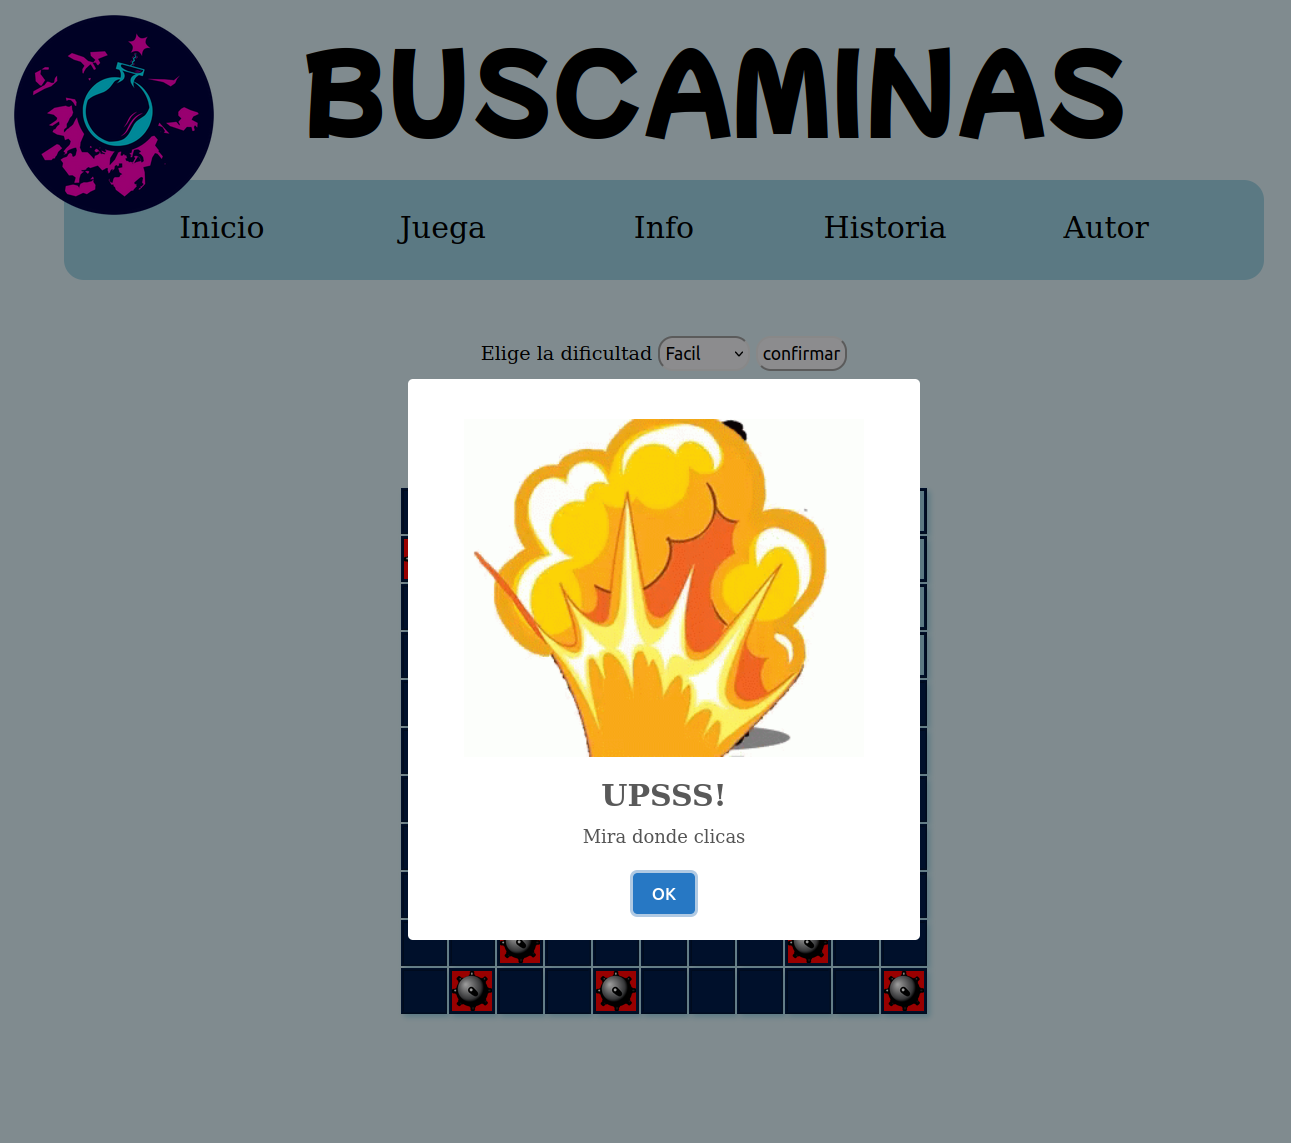 BUSCAMINAS
Inicio Juega Info Historia Autor
Elige la dificultad Facil confirmar
UPSSS!
Mira donde clicas
OK